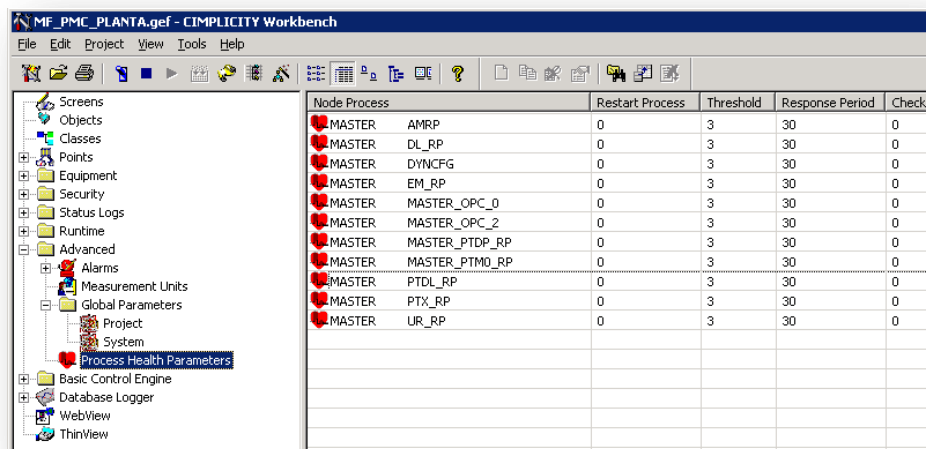 MF_PMC_PLANTA.gef - CIMPLICITY Workbench
File Edit Project View Tools Help
Screens
Objects
Classes
Points
Equipment
Security
Status Logs
Runtime
Advanced
Alarms
Measurement Units
Global Parameters
Project
System
Process Health Parameters
Basic Control Engine
Database Logger
WebView
ThinView
Node Process Restart Process Threshold Response Period Check
MASTER AMRP 0 3 30 0
MASTER DL_RP 0 3 30 0
MASTER DYNCFG 0 3 30 0
MASTER EM_RP 0 3 30 0
MASTER MASTER_OPC_0 0 3 30 0
MASTER MASTER_OPC_2 0 3 30 0
MASTER MASTER_PTDP_RP 0 3 30 0
MASTER MASTER_PTM0_RP 0 3 30 0
MASTER PTDL_RP 0 3 30 0
MASTER PTX_RP 0 3 30 0
MASTER UR_RP 0 3 30 0